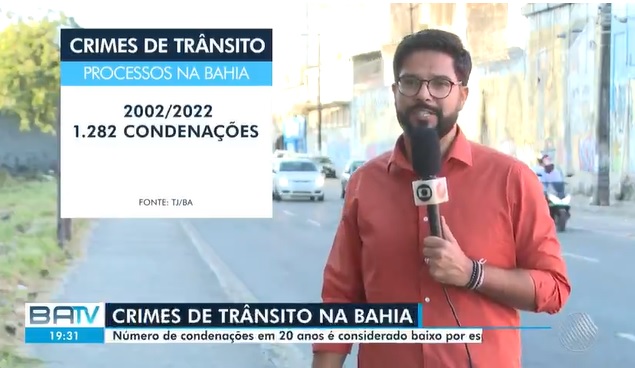 CRIMES DE TRÂNSITO
PROCESSOS NA BAHIA
2002/2022
1.282 CONDENAÇÕES
FONTE: TJ/BA
BATV
19:31
CRIMES DE TRÂNSITO NA BAHIA
Número de condenações em 20 anos é considerado baixo por es